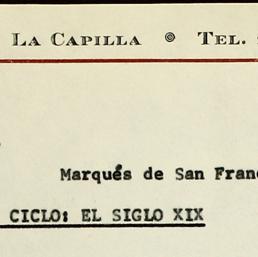 LA CAPILLA ⌾ TEL.
Marqués de San Fran
CICLO: EL SIGLO XIX